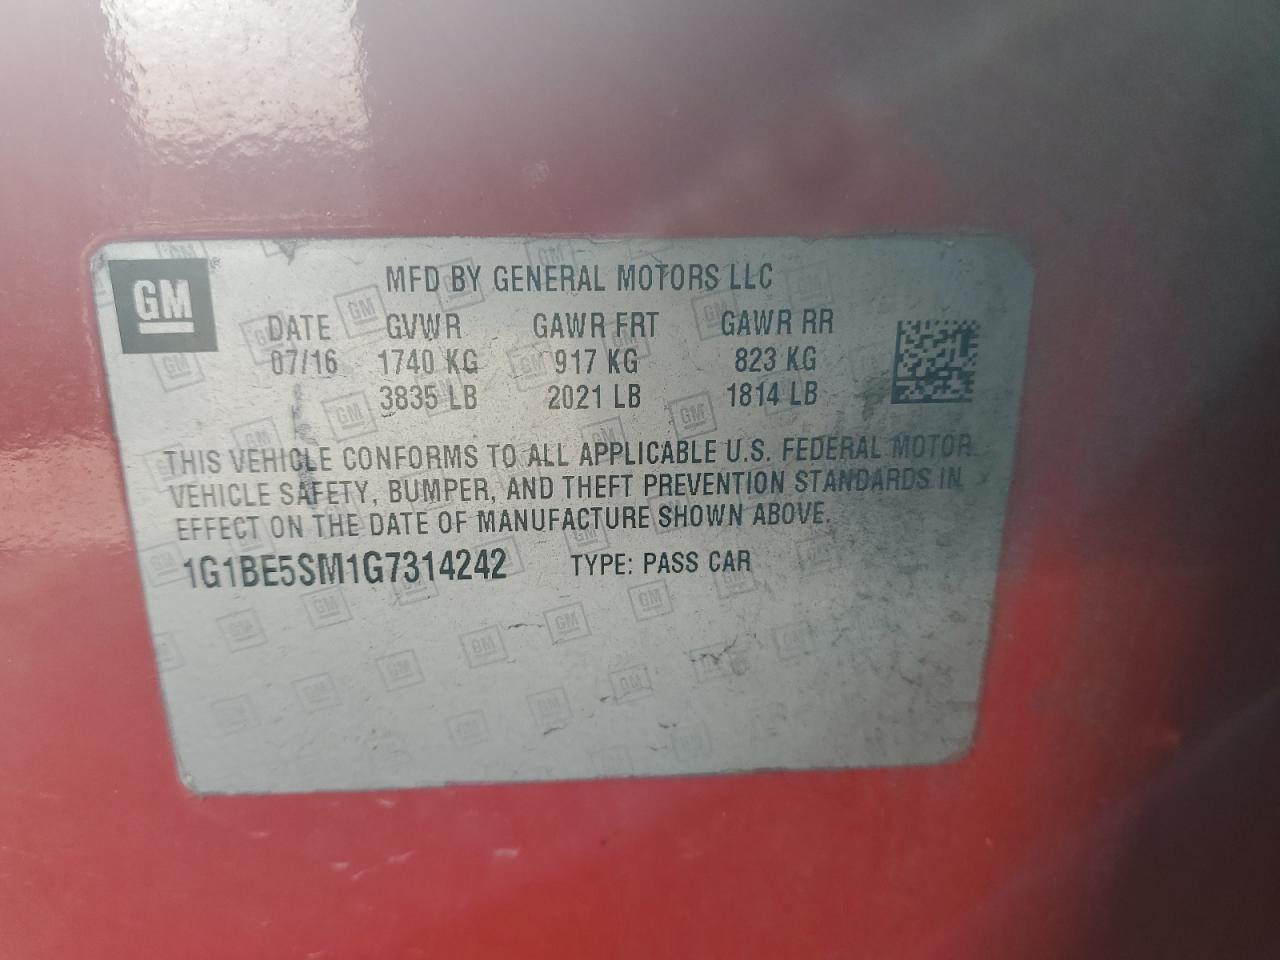 GM
MFD BY GENERAL MOTORS LLC
DATE GVWR GAWR FRT GAWR RR
07/16 1740 KG 917 KG 823 KG
3835 LB 2021 LB 1814 LB
THIS VEHICLE CONFORMS TO ALL APPLICABLE U.S. FEDERAL MOTOR
VEHICLE SAFETY, BUMPER, AND THEFT PREVENTION STANDARDS IN
EFFECT ON THE DATE OF MANUFACTURE SHOWN ABOVE.
1G1BE5SM1G7314242 TYPE: PASS CAR